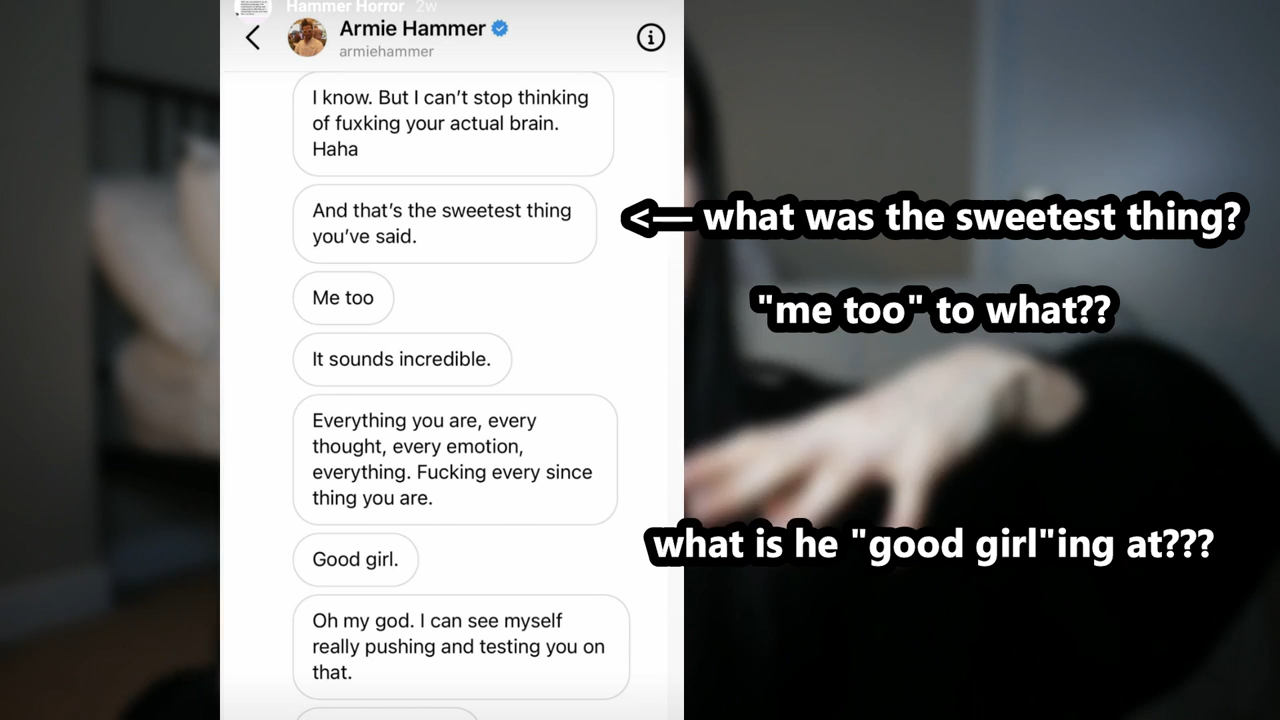 Hammer Horror 2w
Armie Hammer
armiehammer
I know. But I can't stop thinking
of fuxking your actual brain.
Haha
And that's the sweetest thing
you've said.
<— what was the sweetest thing?
Me too
"me too" to what??
It sounds incredible.
Everything you are, every
thought, every emotion,
everything. Fucking every since
thing you are.
Good girl.
what is he "good girl"ing at???
Oh my god. I can see myself
really pushing and testing you on
that.